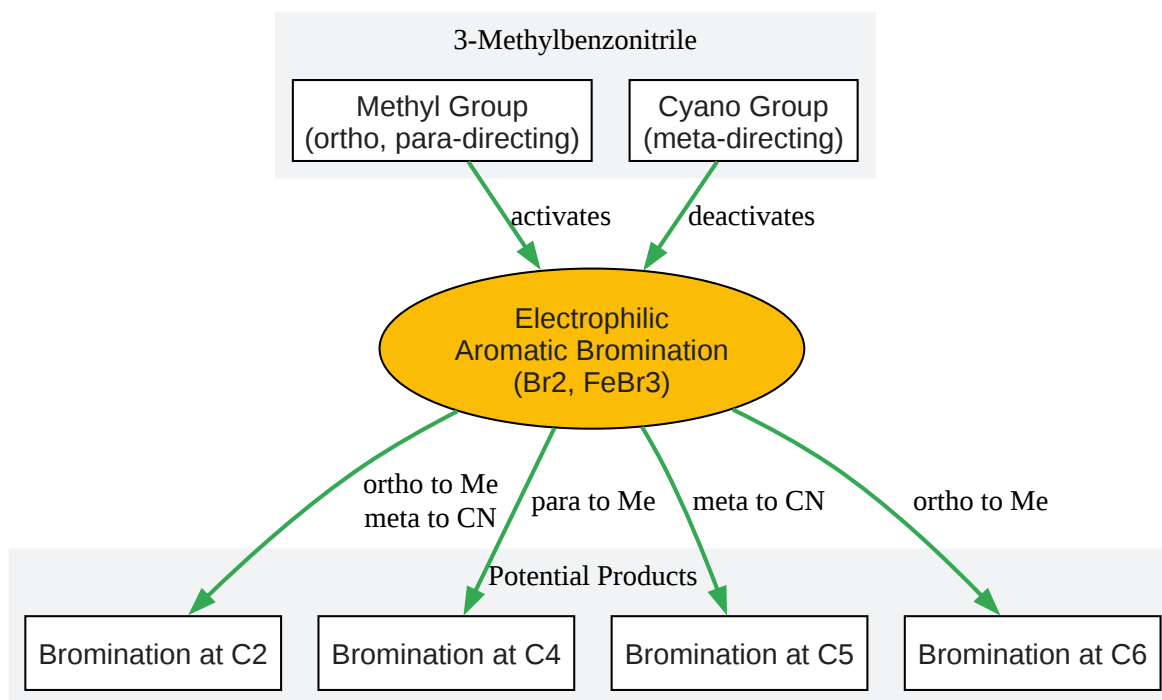 3-Methylbenzonitrile
Methyl Group
(ortho, para-directing)
Cyano Group
(meta-directing)
activates
deactivates
Electrophilic
Aromatic Bromination
(Br2, FeBr3)
ortho to Me
meta to CN
para to Me
meta to CN
ortho to Me
Potential Products
Bromination at C2
Bromination at C4
Bromination at C5
Bromination at C6